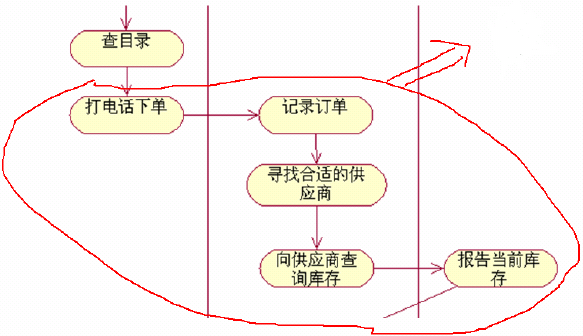 查目录
打电话下单
记录订单
寻找合适的供
应商
向供应商查
询库存
报告当前库
存